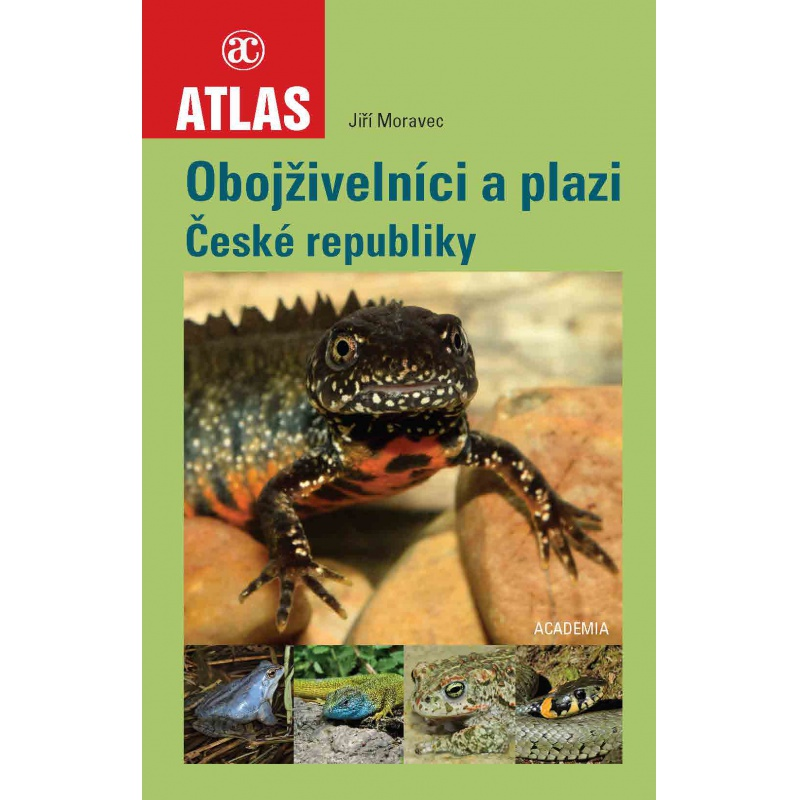 ac
ATLAS
Jiří Moravec
Obojživelníci a plazi
České republiky
ACADEMIA